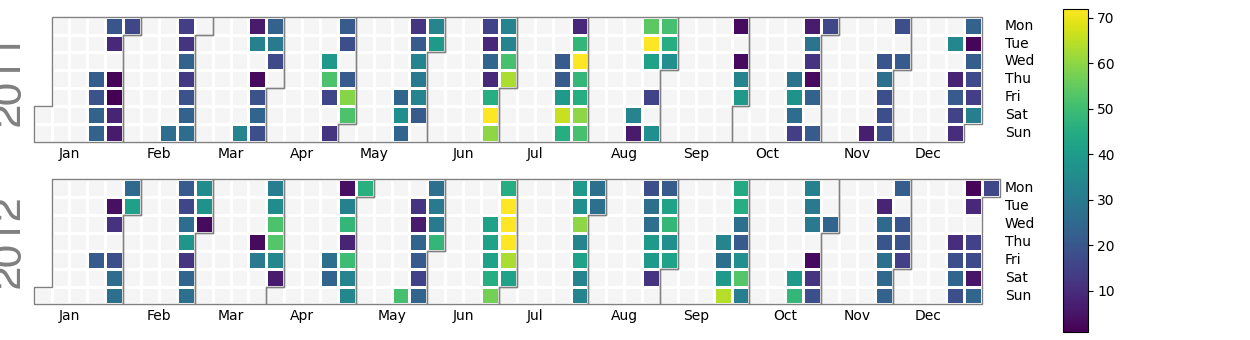 2011
Mon
Tue
Wed
Thu
Fri
Sat
Sun
Jan Feb Mar Apr May Jun Jul Aug Sep Oct Nov Dec
2012
Mon
Tue
Wed
Thu
Fri
Sat
Sun
Jan Feb Mar Apr May Jun Jul Aug Sep Oct Nov Dec
70
60
50
40
30
20
10